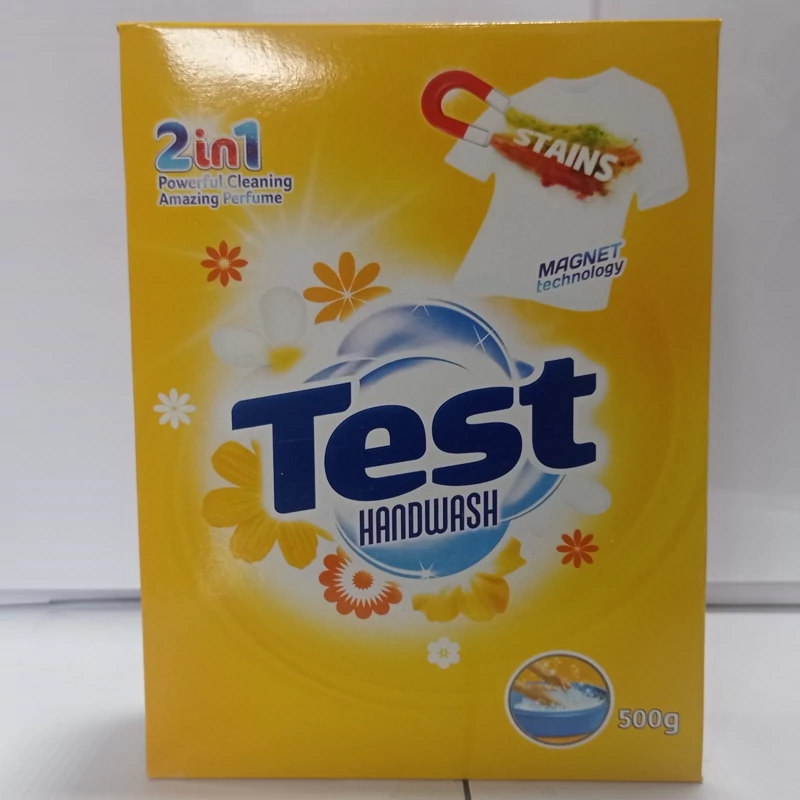 2in1
Powerful Cleaning
Amazing Perfume
STAINS
MAGNET
technology
Test
HANDWASH
500g